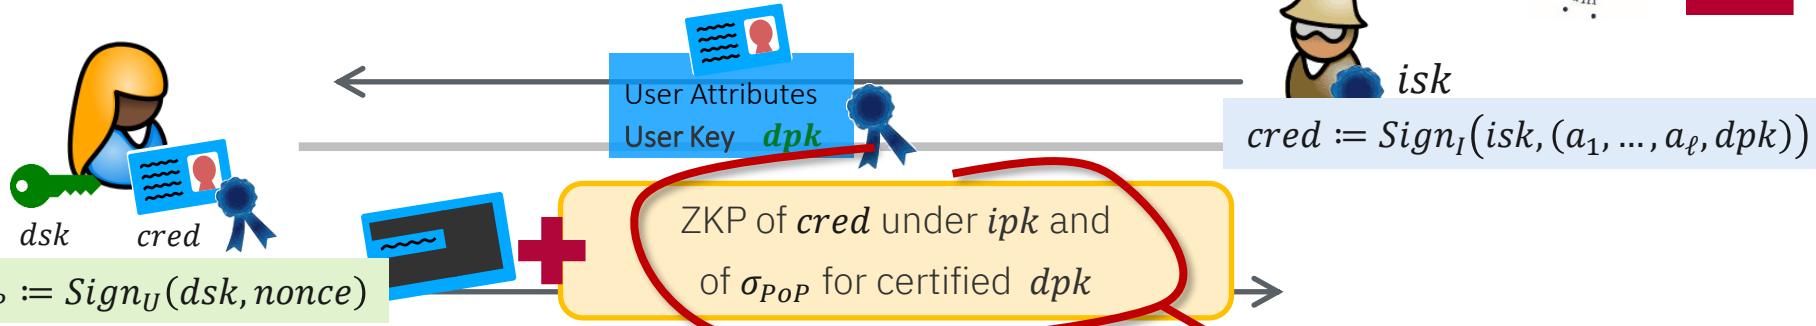 User Attributes
User Key dpk
isk
cred ≔ Sign_I(isk, (a_1, …, a_ℓ, dpk))
dsk
cred
≔ Sign_U(dsk, nonce)
ZKP of cred under ipk and
of σ_PoP for certified dpk